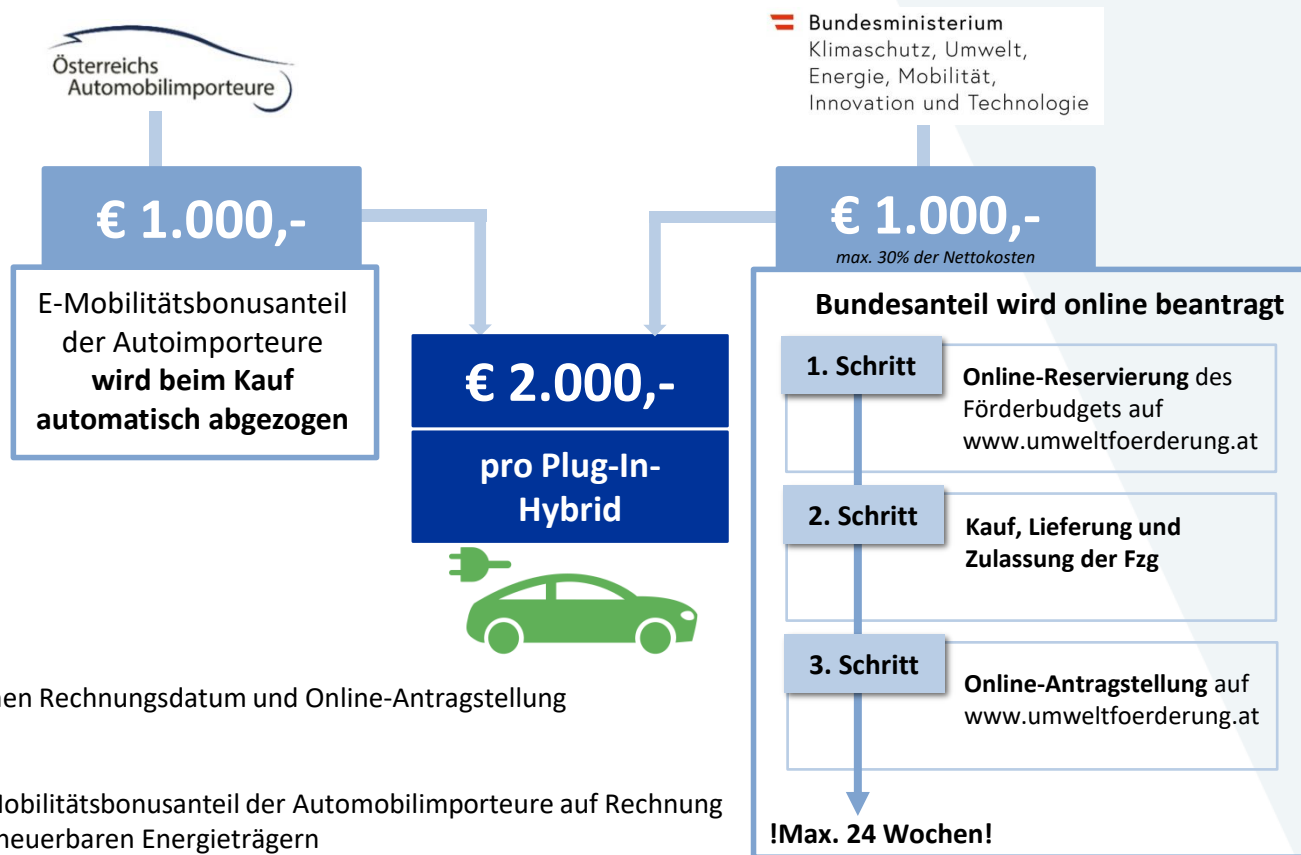 Österreichs
Automobilimporteure
Bundesministerium
Klimaschutz, Umwelt,
Energie, Mobilität,
Innovation und Technologie
€ 1.000,-
E-Mobilitätsbonusanteil
der Autoimporteure
wird beim Kauf
automatisch abgezogen
€ 1.000,-
max. 30% der Nettokosten
€ 2.000,-
pro Plug-In-
Hybrid
Bundesanteil wird online beantragt
1. Schritt
Online-Reservierung des
Förderbudgets auf
www.umweltfoerderung.at
2. Schritt
Kauf, Lieferung und
Zulassung der Fzg
3. Schritt
Online-Antragstellung auf
www.umweltfoerderung.at
!Max. 24 Wochen!
Rechnungsdatum und Online-Antragstellung
der Automobilimporteure auf Rechnung
Energieträgern